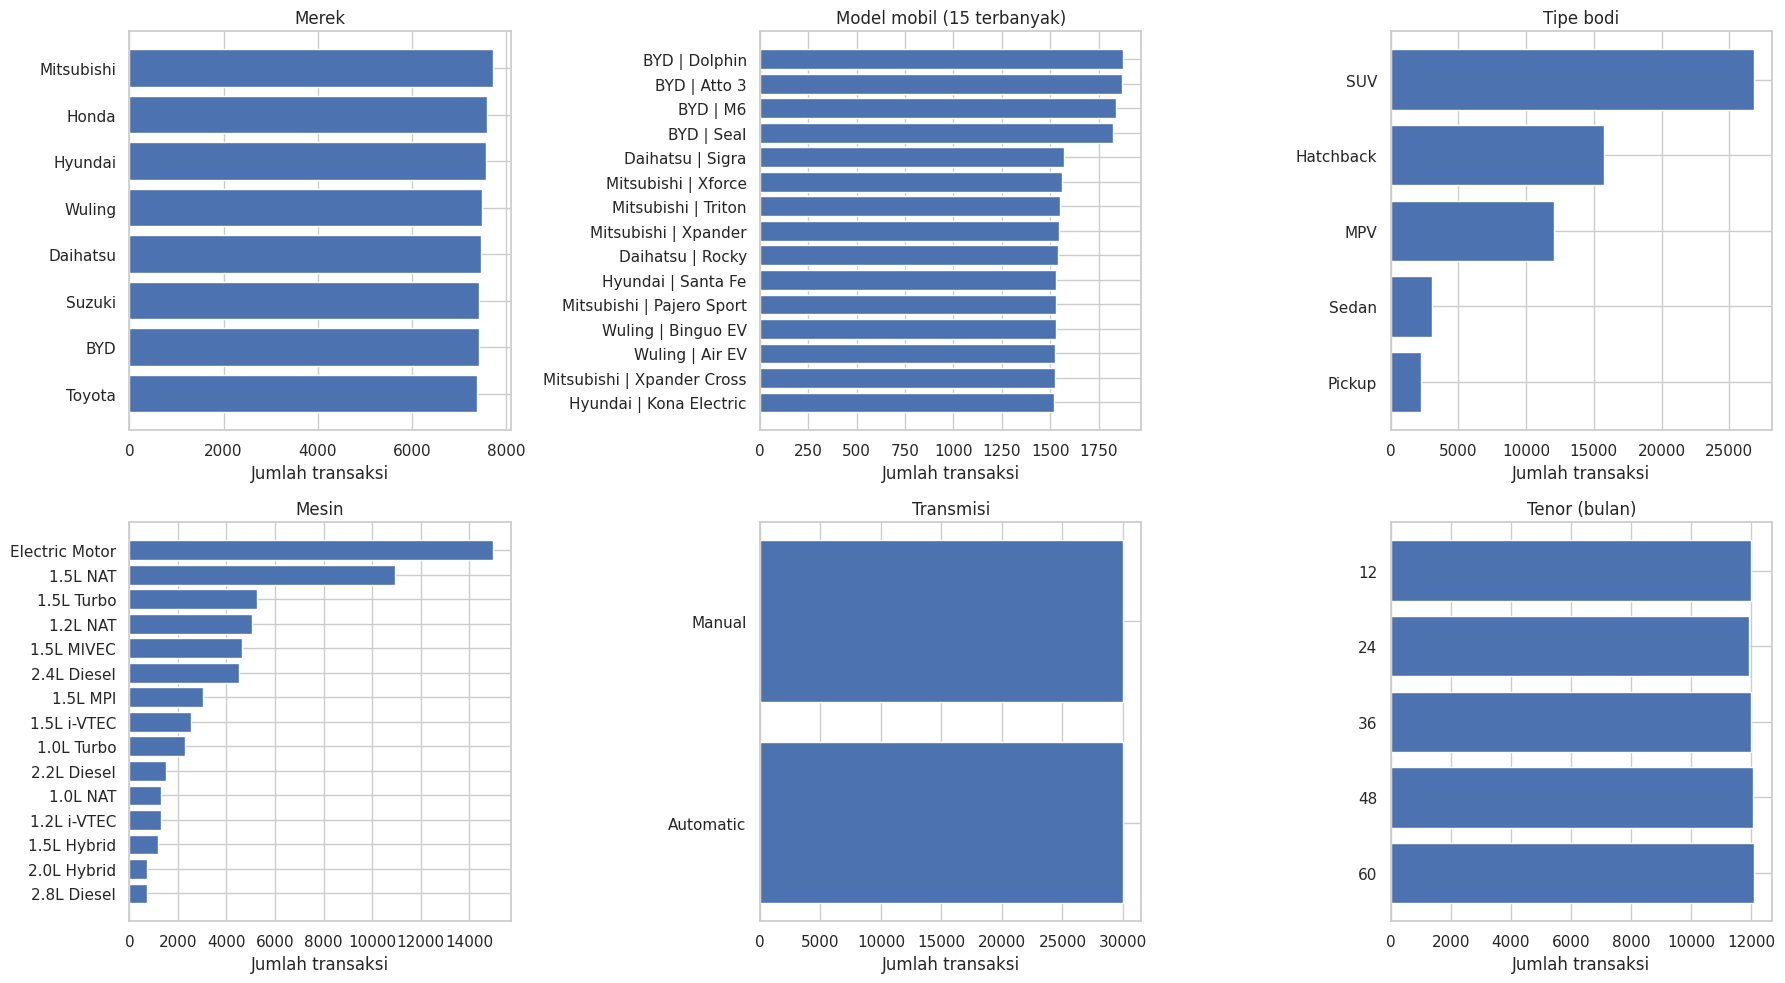 Merek
Mitsubishi
Honda
Hyundai
Wuling
Daihatsu
Suzuki
BYD
Toyota
0 2000 4000 6000 8000
Jumlah transaksi
Model mobil (15 terbanyak)
BYD | Dolphin
BYD | Atto 3
BYD | M6
BYD | Seal
Daihatsu | Sigra
Mitsubishi | Xforce
Mitsubishi | Triton
Mitsubishi | Xpander
Daihatsu | Rocky
Hyundai | Santa Fe
Mitsubishi | Pajero Sport
Wuling | Binguo EV
Wuling | Air EV
Mitsubishi | Xpander Cross
Hyundai | Kona Electric
0 250 500 750 1000 1250 1500 1750
Jumlah transaksi
Tipe bodi
SUV
Hatchback
MPV
Sedan
Pickup
0 5000 10000 15000 20000 25000
Jumlah transaksi
Mesin
Electric Motor
1.5L NAT
1.5L Turbo
1.2L NAT
1.5L MIVEC
2.4L Diesel
1.5L MPI
1.5L i-VTEC
1.0L Turbo
2.2L Diesel
1.0L NAT
1.2L i-VTEC
1.5L Hybrid
2.0L Hybrid
2.8L Diesel
0 2000 4000 6000 8000 10000 12000 14000
Jumlah transaksi
Transmisi
Manual
Automatic
0 5000 10000 15000 20000 25000 30000
Jumlah transaksi
Tenor (bulan)
12
24
36
48
60
0 2000 4000 6000 8000 10000 12000
Jumlah transaksi